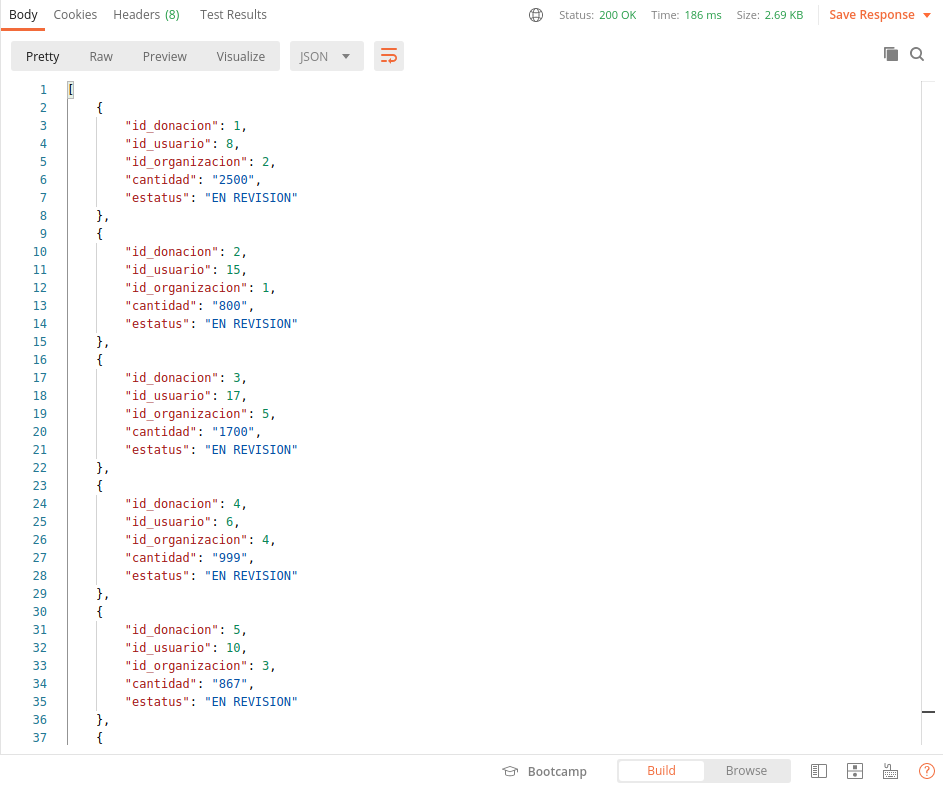 Body Cookies Headers (8) Test Results Status: 200 OK Time: 186 ms Size: 2.69 KB Save Response
Pretty Raw Preview Visualize JSON
1 [
2 {
3 "id_donacion": 1,
4 "id_usuario": 8,
5 "id_organizacion": 2,
6 "cantidad": "2500",
7 "estatus": "EN REVISION"
8 },
9 {
10 "id_donacion": 2,
11 "id_usuario": 15,
12 "id_organizacion": 1,
13 "cantidad": "800",
14 "estatus": "EN REVISION"
15 },
16 {
17 "id_donacion": 3,
18 "id_usuario": 17,
19 "id_organizacion": 5,
20 "cantidad": "1700",
21 "estatus": "EN REVISION"
22 },
23 {
24 "id_donacion": 4,
25 "id_usuario": 6,
26 "id_organizacion": 4,
27 "cantidad": "999",
28 "estatus": "EN REVISION"
29 },
30 {
31 "id_donacion": 5,
32 "id_usuario": 10,
33 "id_organizacion": 3,
34 "cantidad": "867",
35 "estatus": "EN REVISION"
36 },
37 {
Bootcamp Build Browse ?